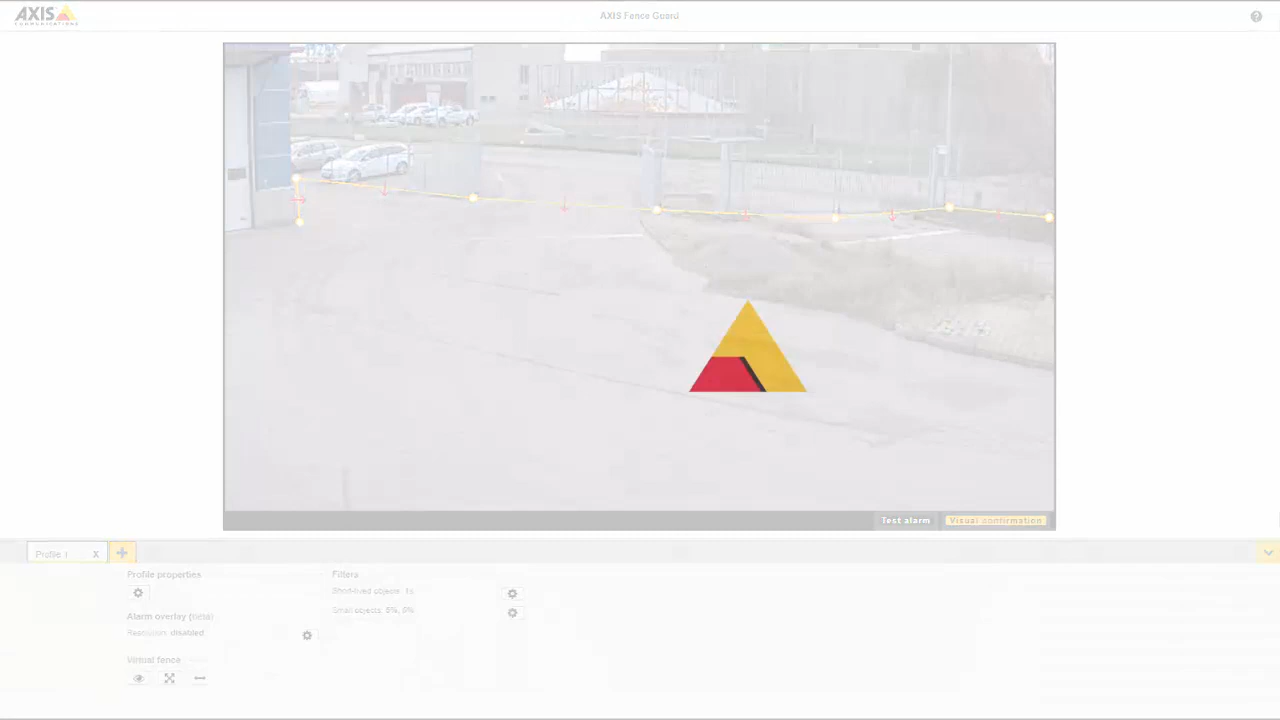 AXIS
COMMUNICATIONS
AXIS Fence Guard
Test alarm
Visual confirmation
Profile 1 X
Profile properties
Filters
Short-lived objects: 1s
Small objects: 5%, 9%
Alarm overlay (beta)
Resolution: disabled
Virtual fence